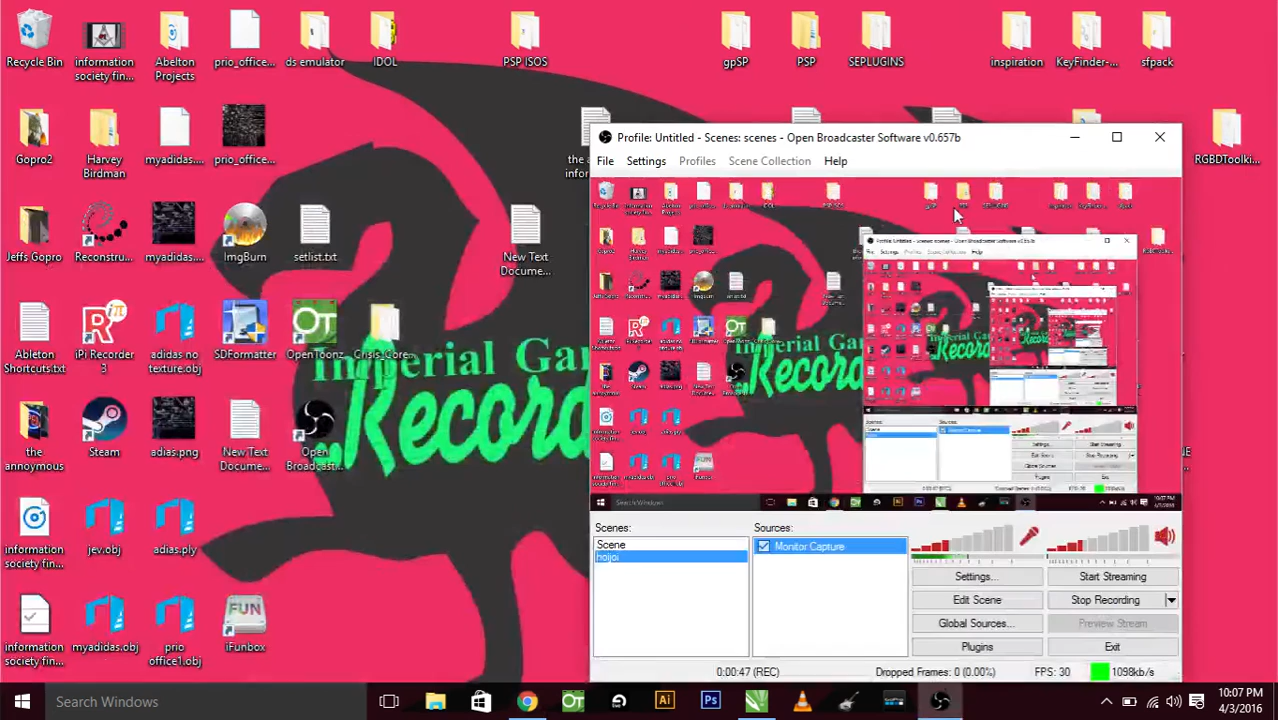 Recycle Bin
information
society fin...
Abelton
Projects
prio_office...
ds emulator
IDOL
PSP ISOS
gpSP
PSP
SEPLUGINS
inspiration
KeyFinder-...
sfpack
Gopro2
Harvey
Birdman
myadidas....
prio_office...
RGBDToolki...
Profile: Untitled - Scenes: scenes - Open Broadcaster Software v0.657b
File
Settings
Profiles
Scene Collection
Help
Jeffs Gopro
Reconstru...
myadidas....
ImgBurn
setlist.txt
New Text
Docume...
Ableton
Shortcuts.txt
iPi Recorder
3
adidas no
texture.obj
SDFormatter
OpenToonz
Crisis_Core...
Imperial Ga
Records
the
annoymous
Steam
adias.png
New Text
Docume...
Open
Broadcast...
information
society fin...
jev.obj
adias.ply
information
society fin...
myadidas.obj
prio
office1.obj
iFunbox
Scenes:
Scene
Sources:
Monitor Capture
Settings...
Start Streaming
Edit Scene
Stop Recording
Global Sources...
Preview Stream
Plugins
Exit
0:00:47 (REC)
Dropped Frames: 0 (0.00%)
FPS: 30
1098kb/s
Search Windows
10:07 PM
4/3/2016